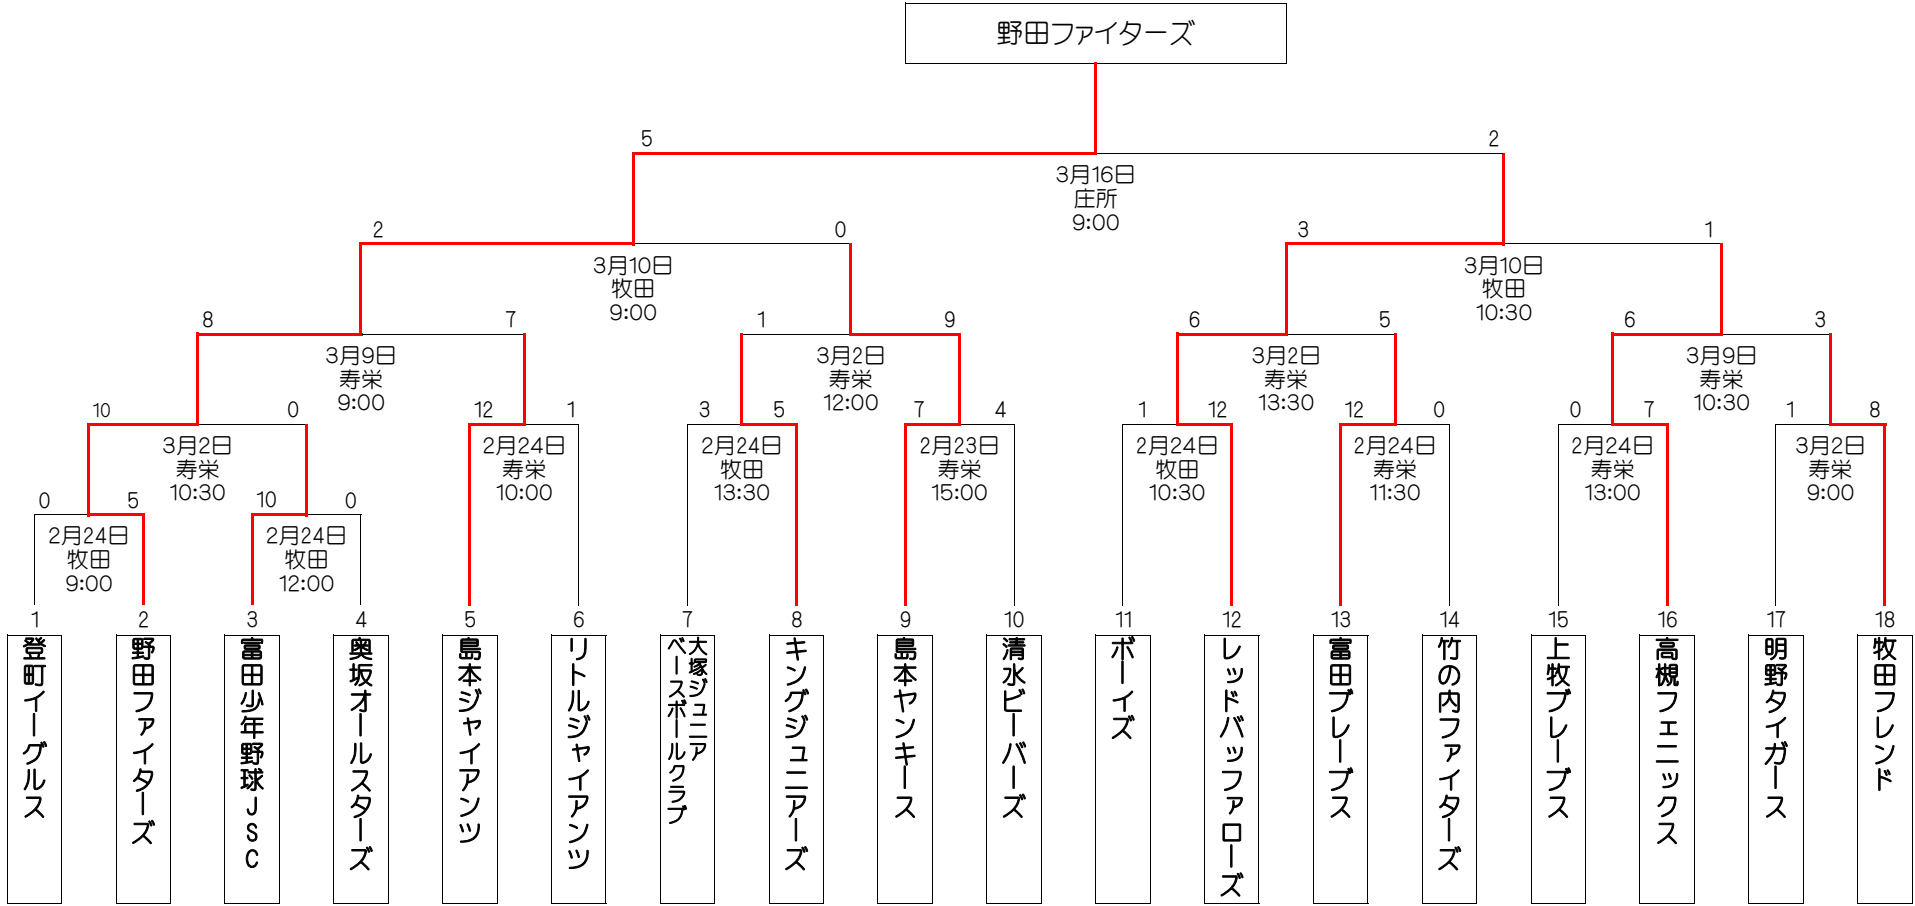 野田ファイターズ
5 2
3月16日
庄所
9:00
2 0 3 1
3月10日 3月10日
牧田 牧田
9:00 10:30
8 7 1 9 6 5 6 3
3月9日 3月2日 3月2日 3月9日
寿栄 寿栄 寿栄 寿栄
9:00 12:00 13:30 10:30
10 0 12 1 3 5 7 4 1 12 12 0 0 7 1 8
3月2日 2月24日 2月24日 2月23日 2月24日 2月24日 2月24日 3月2日
寿栄 寿栄 牧田 寿栄 牧田 寿栄 寿栄 寿栄
10:30 10:00 13:30 15:00 10:30 11:30 13:00 9:00
0 5 10 0
2月24日 2月24日
牧田 牧田
9:00 12:00
1 2 3 4 5 6 7 8 9 10 11 12 13 14 15 16 17 18
登町イーグルス
野田ファイターズ
富田少年野球JSC
奥坂オールスターズ
島本ジャイアンツ
リトルジャイアンツ
大塚ジュニア
ベースボールクラブ
キングジュニアーズ
島本ヤンキース
清水ビーバーズ
ボーイズ
レッドバッファローズ
富田ブレーブス
竹の内ファイターズ
上牧ブレーブス
高槻フェニックス
明野タイガース
牧田フレンド